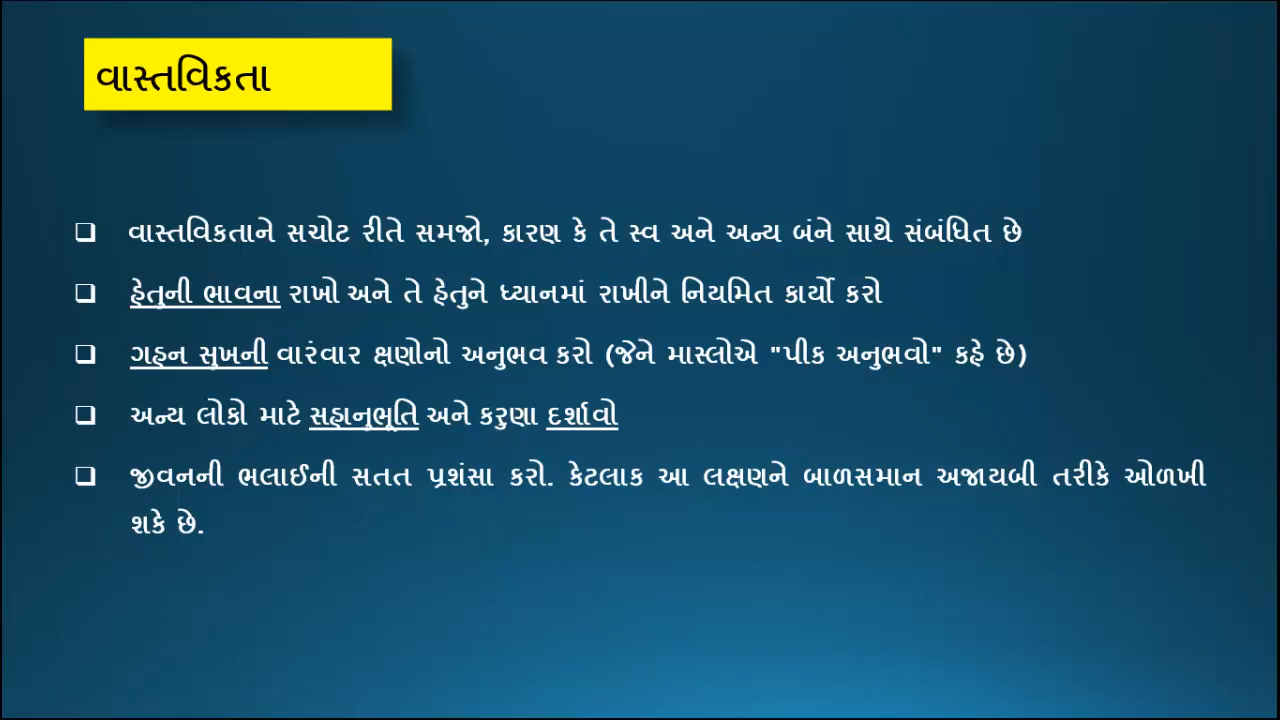 વાસ્તવિકતા
વાસ્તવિકતાને સચોટ રીતે સમજો, કારણ કે તે સ્વ અને અન્ય બંને સાથે સંબંધિત છે
હેતુની ભાવના રાખો અને તે હેતુને ધ્યાનમાં રાખીને નિયમિત કાર્યો કરો
ગહન સુખની વારંવાર ક્ષણોનો અનુભવ કરો (જેને માસ્લોએ "પીક અનુભવો" કહે છે)
અન્ય લોકો માટે સહાનુભૂતિ અને કરુણા દર્શાવો
જીવનની ભલાઈની સતત પ્રશંસા કરો. કેટલાક આ લક્ષણને બાળસમાન અજાયબી તરીકે ઓળખી
શકે છે.